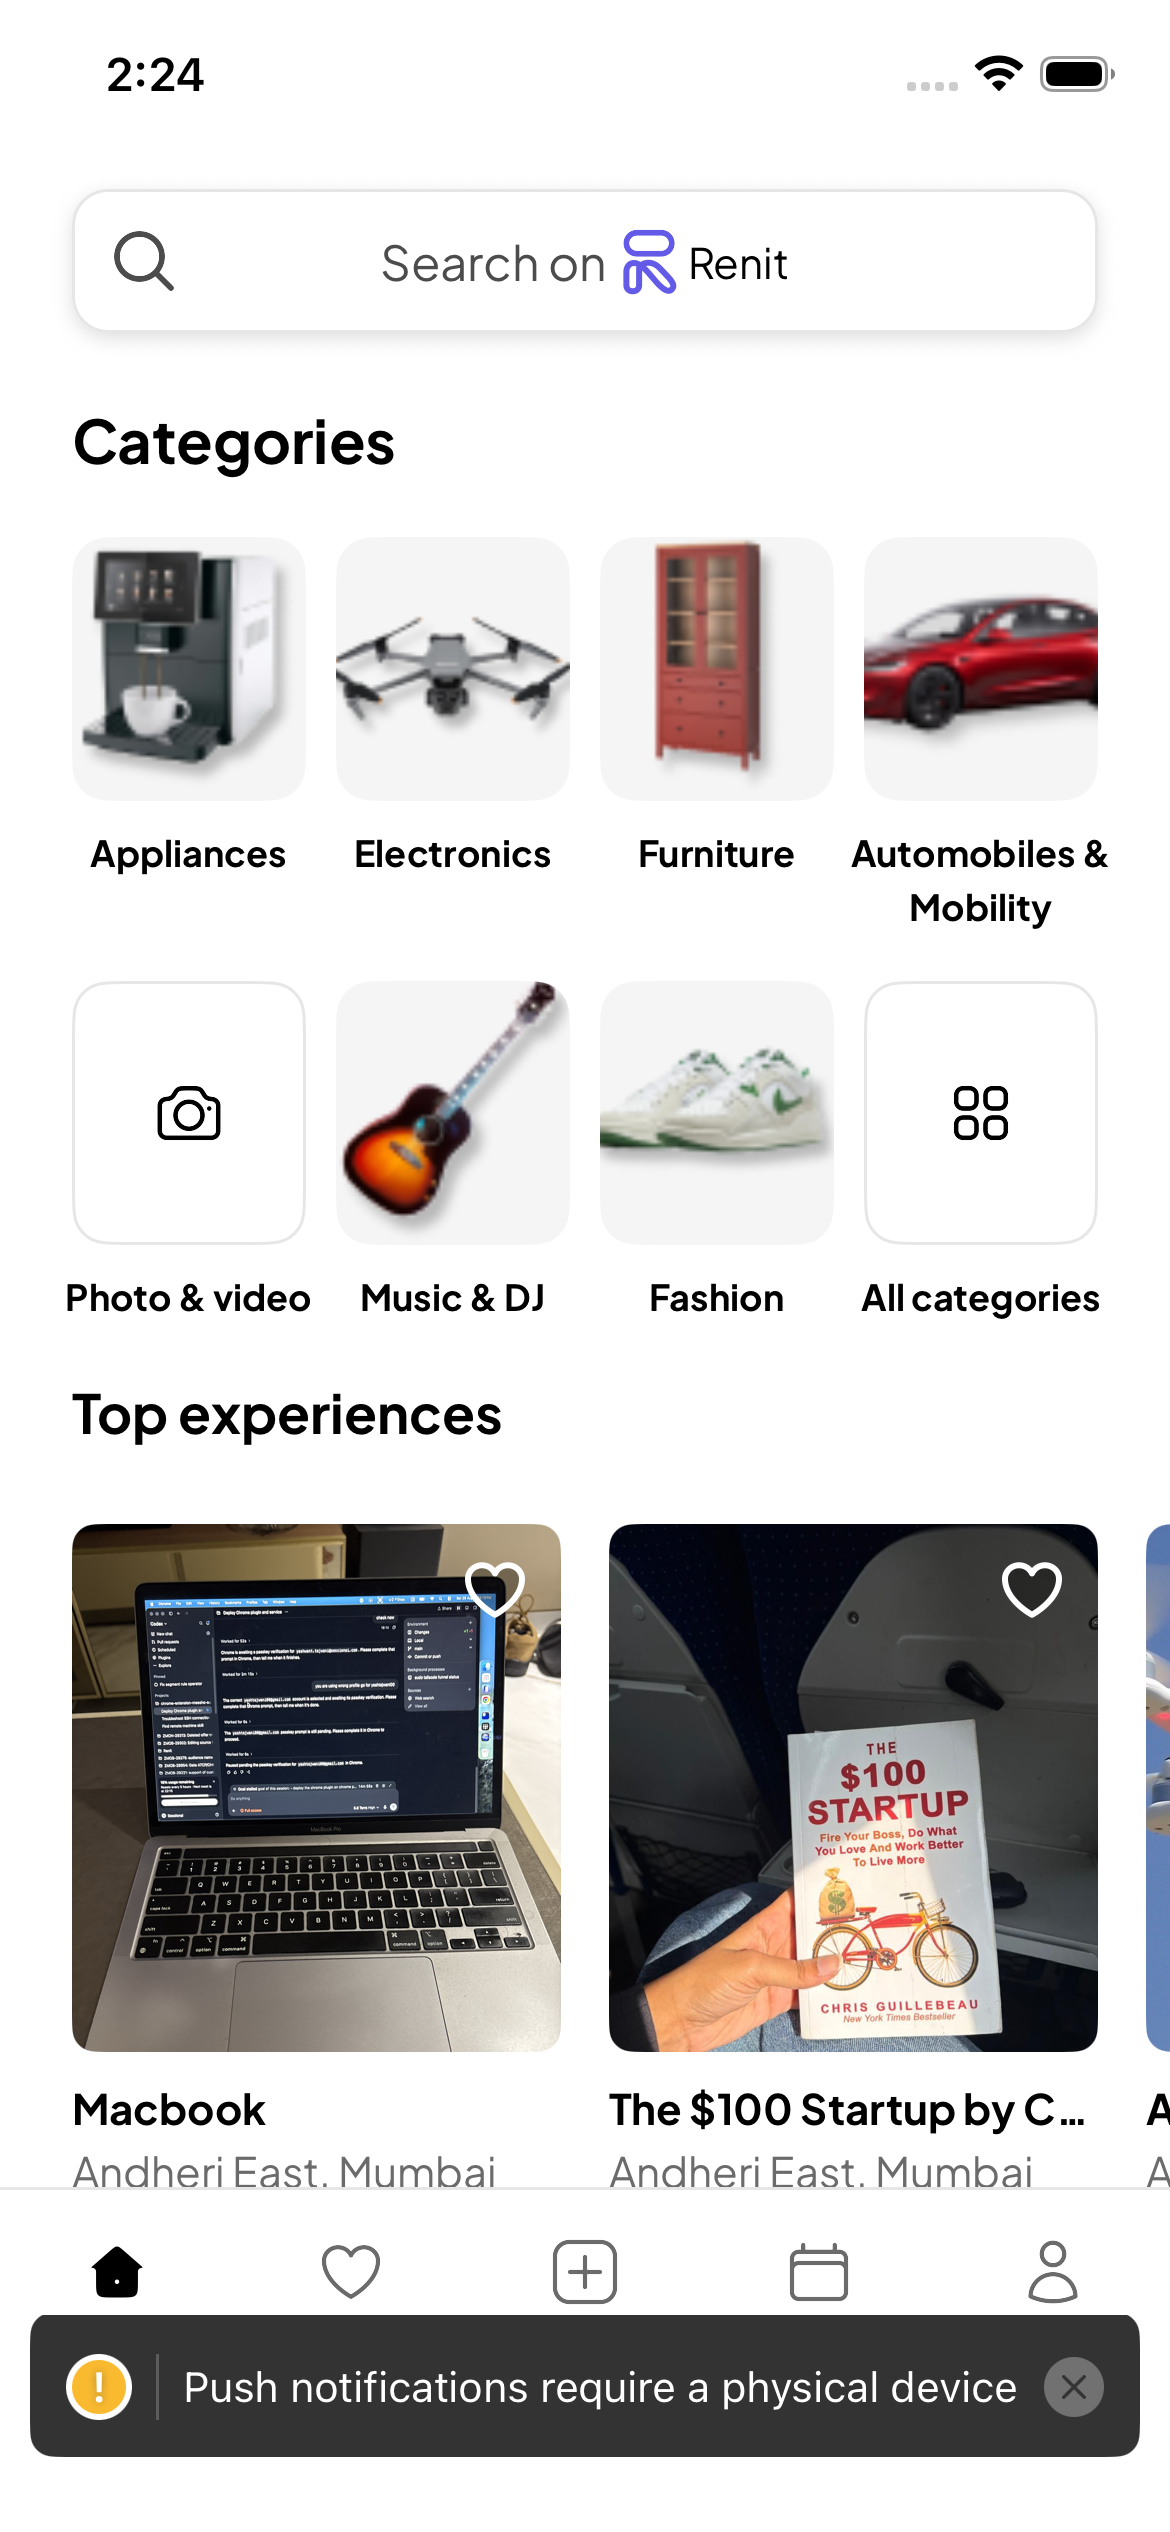 2:24
Search on Renit
Categories
Appliances
Electronics
Furniture
Automobiles &
Mobility
Photo & video
Music & DJ
Fashion
All categories
Top experiences
MacBook Pro
THE
$100
STARTUP
Fire Your Boss, Do What
You Love And Work Better
To Live More
$
CHRIS GUILLEBEAU
New York Times Bestseller
Macbook
The $100 Startup by C...
Andheri East, Mumbai
Andheri East, Mumbai
Push notifications require a physical device